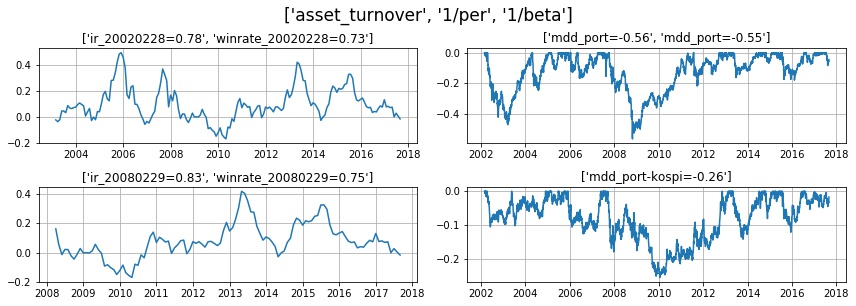 ['asset_turnover', '1/per', '1/beta']
['ir_20020228=0.78', 'winrate_20020228=0.73']
0.4
0.2
0.0
−0.2
2004 2006 2008 2010 2012 2014 2016 2018
['mdd_port=-0.56', 'mdd_port=-0.55']
0.0
−0.2
−0.4
2002 2004 2006 2008 2010 2012 2014 2016 2018
['ir_20080229=0.83', 'winrate_20080229=0.75']
0.4
0.2
0.0
−0.2
2008 2009 2010 2011 2012 2013 2014 2015 2016 2017 2018
['mdd_port-kospi=-0.26']
0.0
−0.1
−0.2
2002 2004 2006 2008 2010 2012 2014 2016 2018